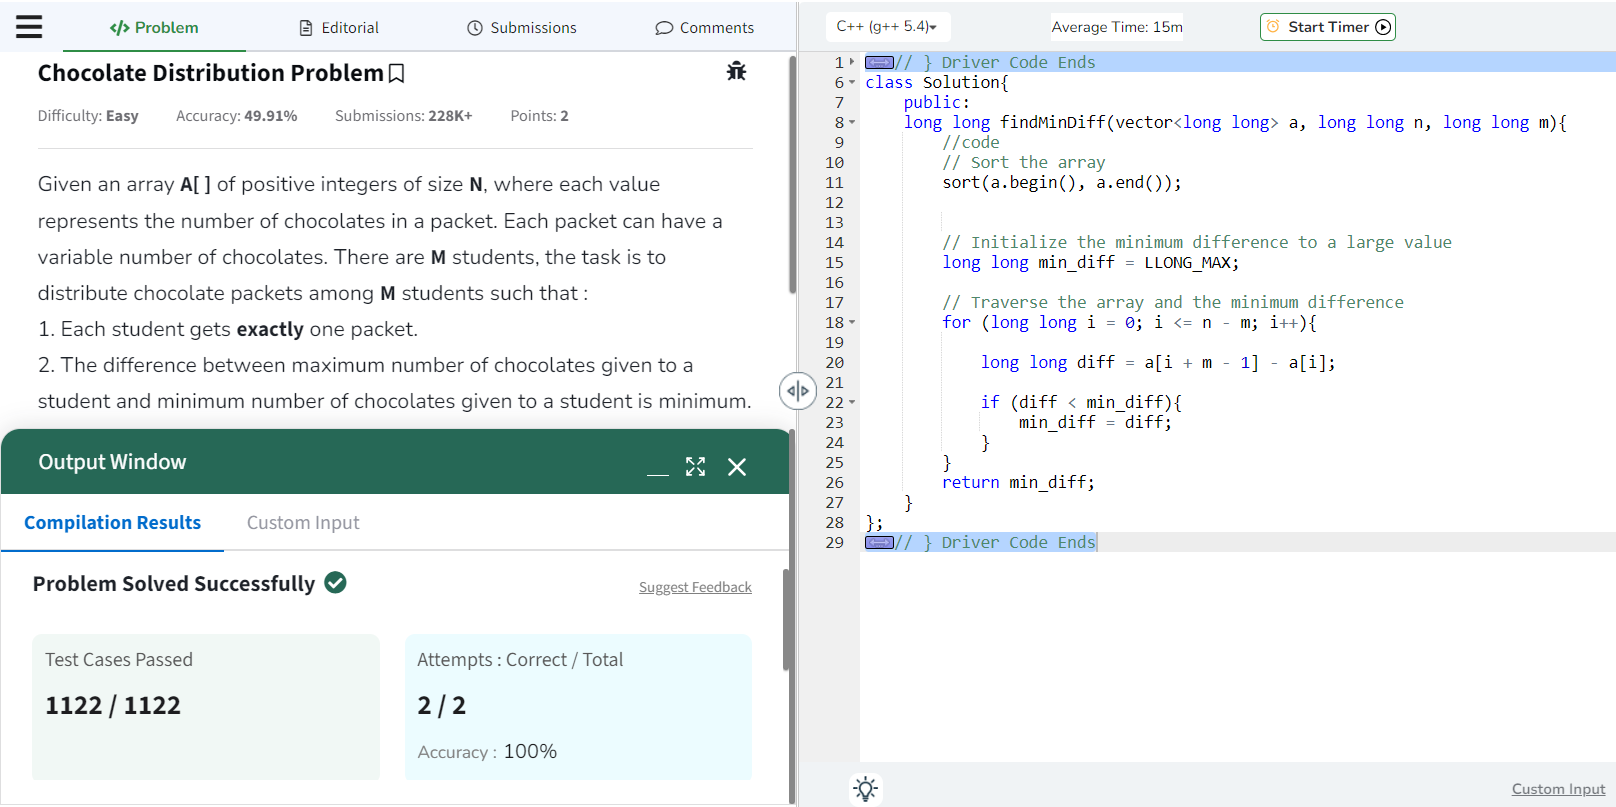 Problem
Editorial
Submissions
Comments
Chocolate Distribution Problem
Difficulty: Easy Accuracy: 49.91% Submissions: 228K+ Points: 2
Given an array A[ ] of positive integers of size N, where each value
represents the number of chocolates in a packet. Each packet can have a
variable number of chocolates. There are M students, the task is to
distribute chocolate packets among M students such that :
1. Each student gets exactly one packet.
2. The difference between maximum number of chocolates given to a
student and minimum number of chocolates given to a student is minimum.
Output Window
Compilation Results
Custom Input
Problem Solved Successfully
Suggest Feedback
Test Cases Passed
1122 / 1122
Attempts : Correct / Total
2 / 2
Accuracy : 100%
C++ (g++ 5.4)
Average Time: 15m
Start Timer
1 // } Driver Code Ends
6 class Solution{
7 public:
8 long long findMinDiff(vector<long long> a, long long n, long long m){
9 //code
10 // Sort the array
11 sort(a.begin(), a.end());
12
13
14 // Initialize the minimum difference to a large value
15 long long min_diff = LLONG_MAX;
16
17 // Traverse the array and the minimum difference
18 for (long long i = 0; i <= n - m; i++){
19
20 long long diff = a[i + m - 1] - a[i];
21
22 if (diff < min_diff){
23 min_diff = diff;
24 }
25 }
26 return min_diff;
27 }
28 };
29 // } Driver Code Ends
Custom Input